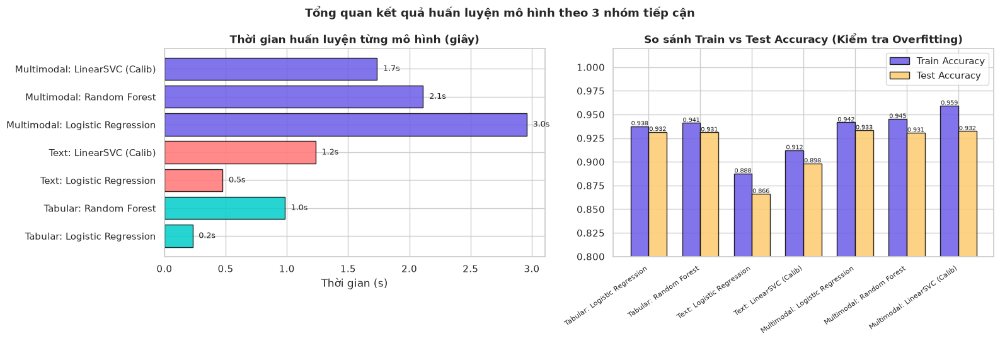 Tổng quan kết quả huấn luyện mô hình theo 3 nhóm tiếp cận
Thời gian huấn luyện từng mô hình (giây)
Multimodal: LinearSVC (Calib)
1.7s
Multimodal: Random Forest
2.1s
Multimodal: Logistic Regression
3.0s
Text: LinearSVC (Calib)
1.2s
Text: Logistic Regression
0.5s
Tabular: Random Forest
1.0s
Tabular: Logistic Regression
0.2s
0.0 0.5 1.0 1.5 2.0 2.5 3.0
Thời gian (s)
So sánh Train vs Test Accuracy (Kiểm tra Overfitting)
Train Accuracy
Test Accuracy
1.000
0.975
0.950
0.925
0.900
0.875
0.850
0.825
0.800
0.938 0.932 0.941 0.931 0.888 0.866 0.912 0.898 0.942 0.933 0.945 0.931 0.959 0.932
Tabular: Logistic Regression
Tabular: Random Forest
Text: Logistic Regression
Text: LinearSVC (Calib)
Multimodal: Logistic Regression
Multimodal: Random Forest
Multimodal: LinearSVC (Calib)